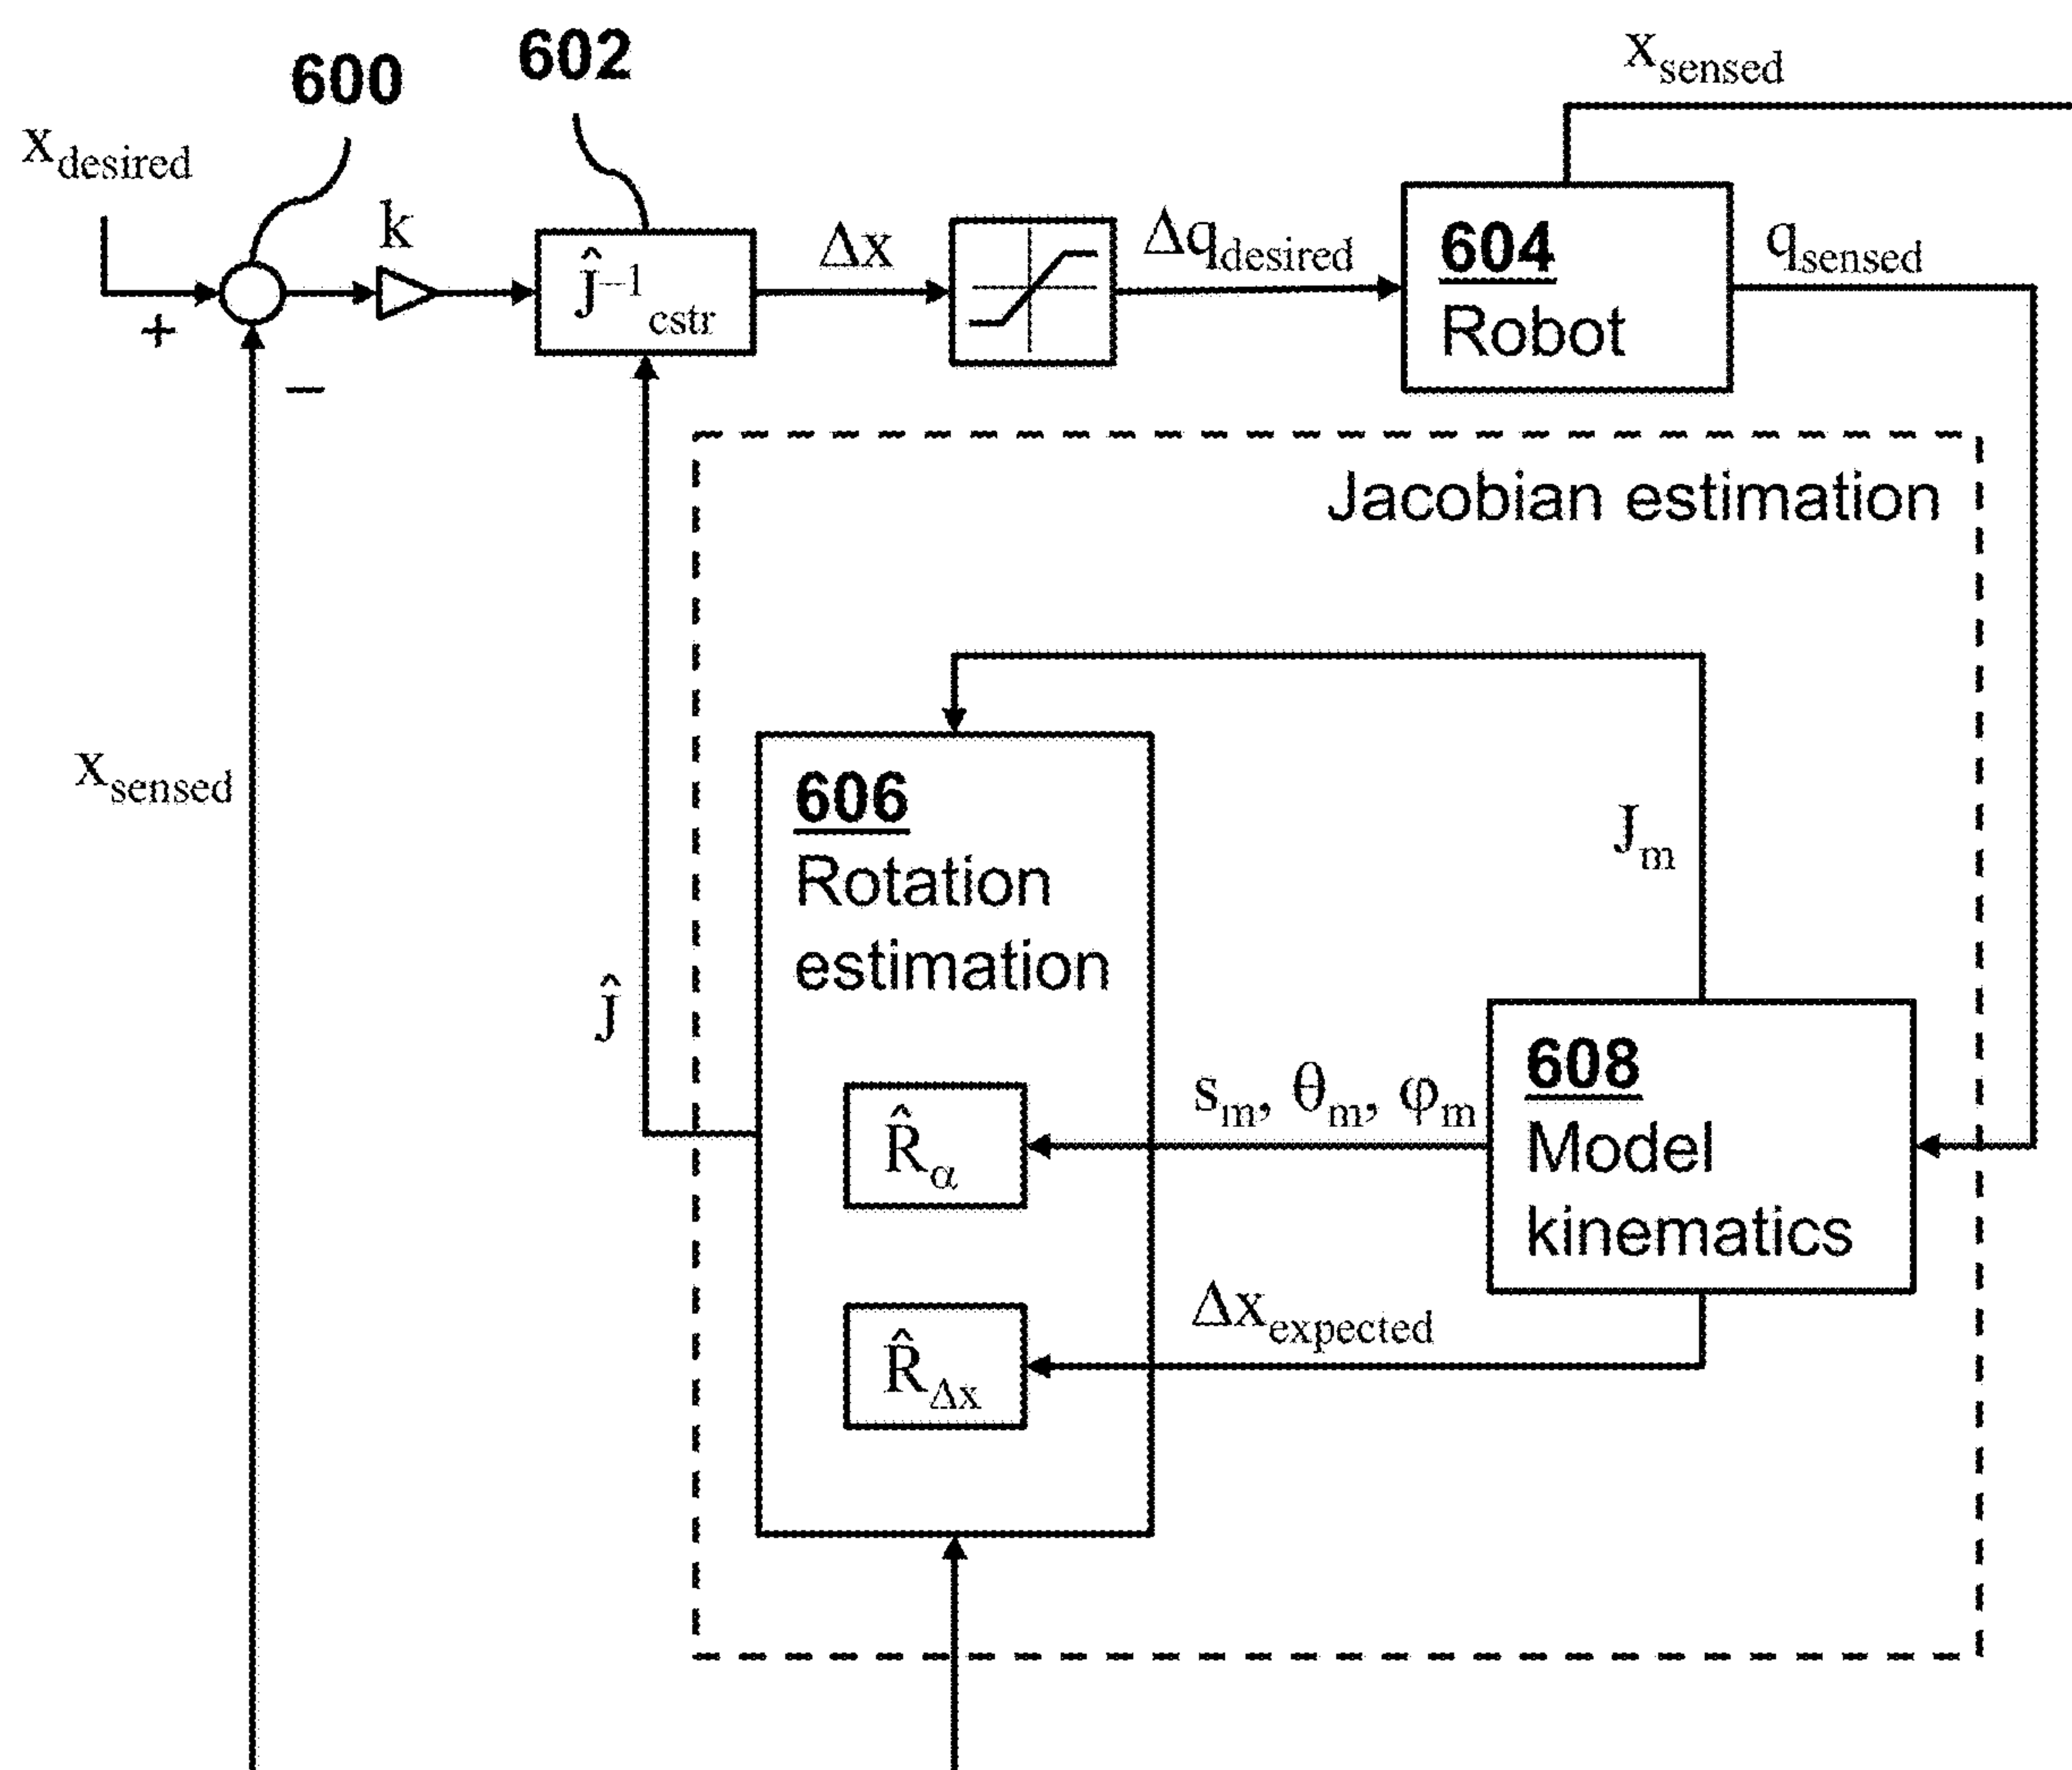 600
602
x_sensed
x_desired
k
Ĵ⁻¹_cstr
Δx
Δq_desired
604
Robot
q_sensed
+
−
Jacobian estimation
x_sensed
606
Rotation
estimation
J_m
Ĵ
608
Model
kinematics
s_m, θ_m, φ_m
R̂_α
Δx_expected
R̂_Δx